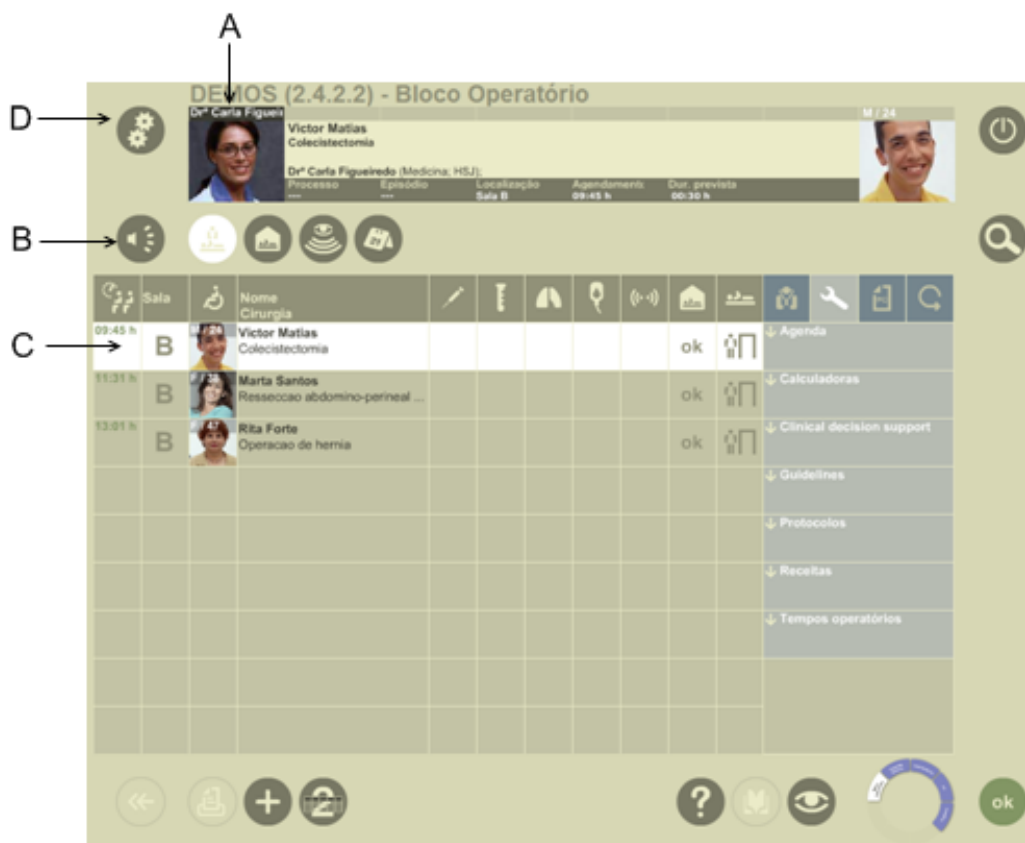 A
D
B
C
DEMOS (2.4.2.2) - Bloco Operatório
Drª Carla Figueir
M / 24
Victor Matias
Colecistectomia
Drª Carla Figueiredo (Medicina; HSJ);
Processo Episódio Localização Agendamento Dur. prevista
--- --- Sala B 09:45 h 00:30 h
Sala Nome
Cirurgia
09:45 h B Victor Matias
Colecistectomia ok
Agenda
11:31 h B Marta Santos
Resseccao abdomino-perineal ... ok
Calculadoras
13:01 h B Rita Forte
Operacao de hernia ok
Clinical decision support
Guidelines
Protocolos
Receitas
Tempos operatórios
+ 2 ? ok